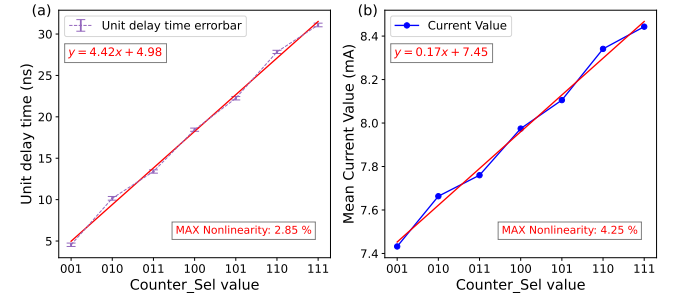 (a)
Unit delay time errorbar
y = 4.42x + 4.98
MAX Nonlinearity: 2.85 %
Unit delay time (ns)
30
25
20
15
10
5
001 010 011 100 101 110 111
Counter_Sel value
(b)
Current Value
y = 0.17x + 7.45
MAX Nonlinearity: 4.25 %
Mean Current Value (mA)
8.4
8.2
8.0
7.8
7.6
7.4
001 010 011 100 101 110 111
Counter_Sel value